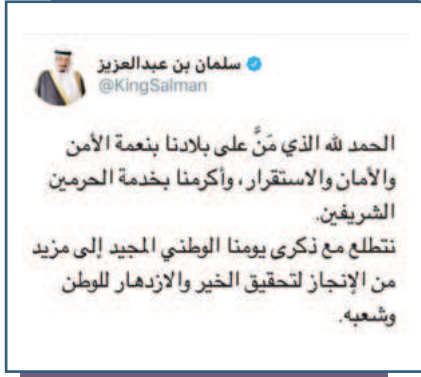 سلمان بن عبدالعزيز
@KingSalman
الحمد لله الذي مَنَّ على بلادنا بنعمة الأمن
والأمان والاستقرار، وأكرمنا بخدمة الحرمين
الشريفين.
نتطلع مع ذكرى يومنا الوطني المجيد إلى مزيد
من الإنجاز لتحقيق الخير والازدهار للوطن
وشعبه.